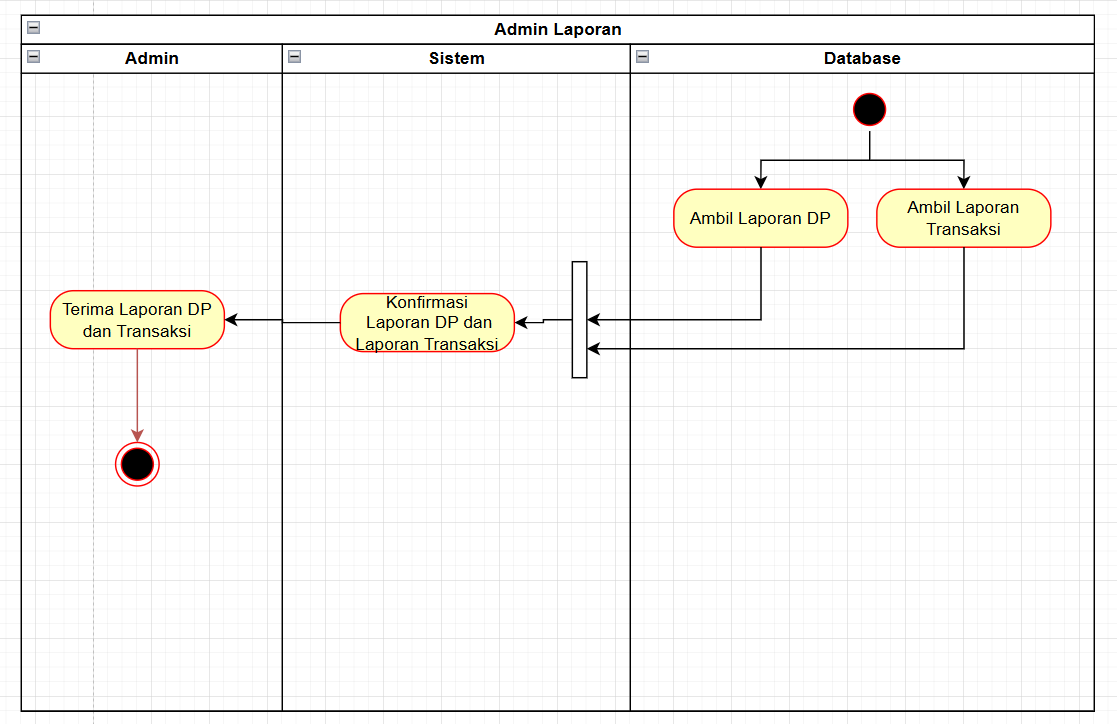 Admin Laporan
Admin
Sistem
Database
Ambil Laporan DP
Ambil Laporan
Transaksi
Terima Laporan DP
dan Transaksi
Konfirmasi
Laporan DP dan
Laporan Transaksi